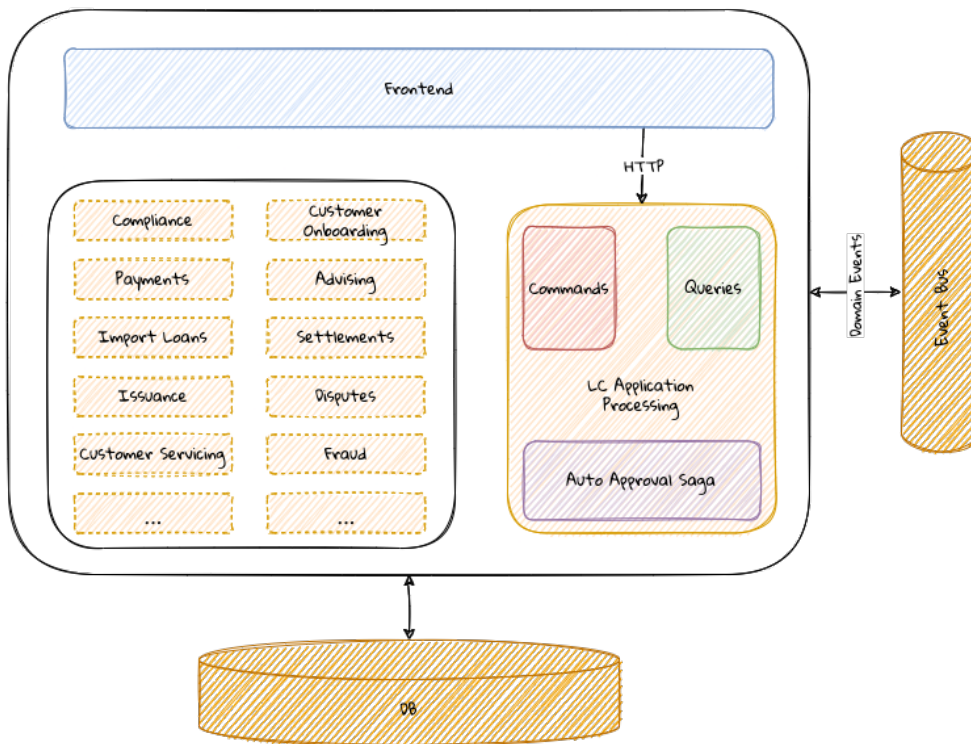 Frontend
HTTP
Compliance
Customer
Onboarding
Payments
Advising
Import Loans
Settlements
Issuance
Disputes
Customer Servicing
Fraud
...
...
Commands
Queries
LC Application
Processing
Auto Approval Saga
Domain Events
Event Bus
DB